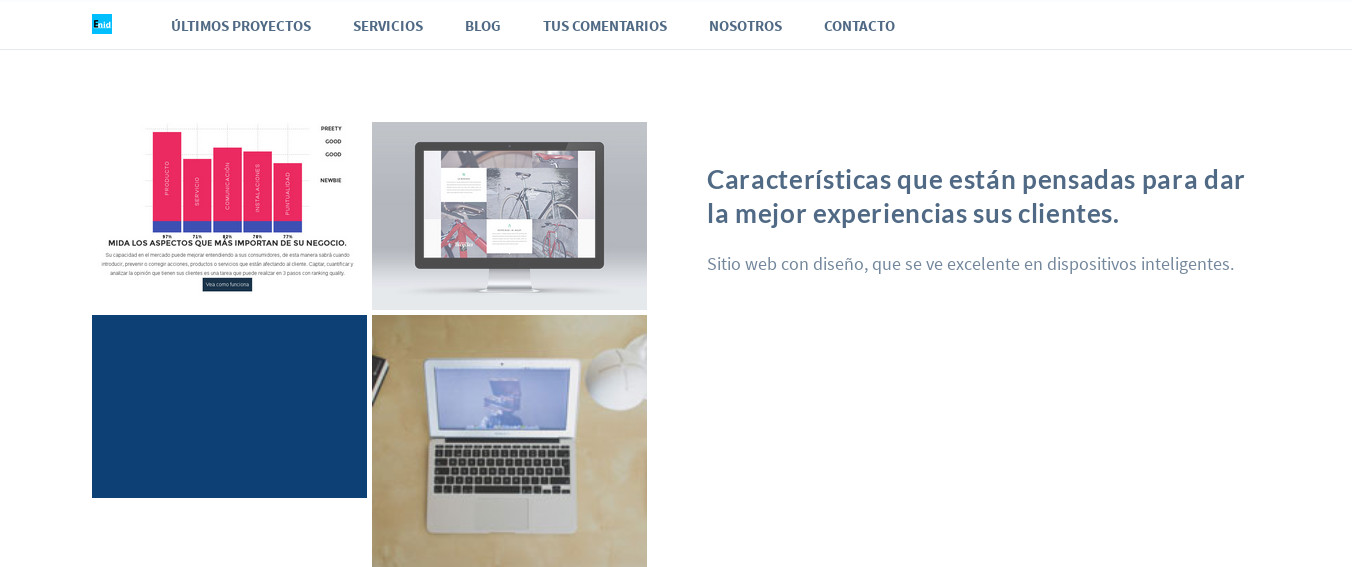 Enid
ÚLTIMOS PROYECTOS
SERVICIOS
BLOG
TUS COMENTARIOS
NOSOTROS
CONTACTO
PREETY
GOOD
GOOD
NEWBIE
PRODUCTO
SERVICIO
COMUNICACIÓN
INSTALACIONES
PUNTUALIDAD
97%
71%
82%
78%
77%
MIDA LOS ASPECTOS QUE MÁS IMPORTAN DE SU NEGOCIO.
Su capacidad en el mercado puede mejorar entendiendo a sus consumidores, de esta manera sabrá cuando
introducir, prevenir o corregir acciones, productos o servicios que están afectando al cliente. Captar, cuantificar y
analizar la opinión que tienen sus clientes es una tarea que puede realizar en 3 pasos con ranking quality.
Vea como funciona
Características que están pensadas para dar
la mejor experiencias sus clientes.
Sitio web con diseño, que se ve excelente en dispositivos inteligentes.